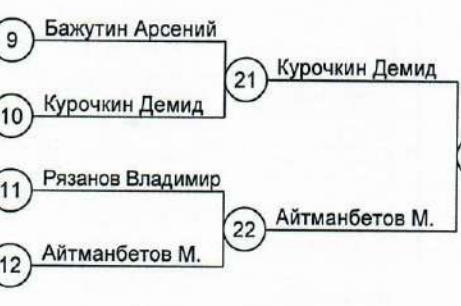 9 Бажутин Арсений
21 Курочкин Демид
10 Курочкин Демид
11 Рязанов Владимир
22 Айтманбетов М.
12 Айтманбетов М.